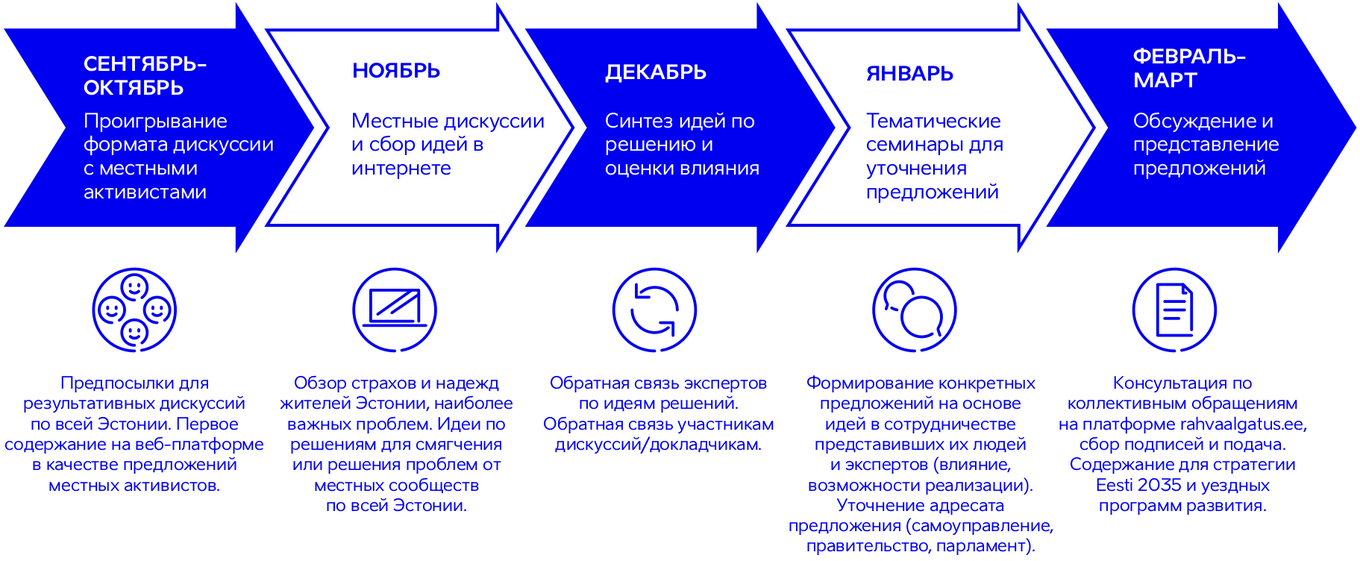 СЕНТЯБРЬ–
ОКТЯБРЬ
Проигрывание
формата дискуссии
с местными
активистами
НОЯБРЬ
Местные дискуссии
и сбор идей в
интернете
ДЕКАБРЬ
Синтез идей по
решению и
оценки влияния
ЯНВАРЬ
Тематические
семинары для
уточнения
предложений
ФЕВРАЛЬ–
МАРТ
Обсуждение и
представление
предложений
Предпосылки для
результативных дискуссий
по всей Эстонии. Первое
содержание на веб-платформе
в качестве предложений
местных активистов.
Обзор страхов и надежд
жителей Эстонии, наиболее
важных проблем. Идеи по
решениям для смягчения
или решения проблем от
местных сообществ
по всей Эстонии.
Обратная связь экспертов
по идеям решений.
Обратная связь участникам
дискуссий/докладчикам.
Формирование конкретных
предложений на основе
идей в сотрудничестве
представивших их людей
и экспертов (влияние,
возможности реализации).
Уточнение адресата
предложения (самоуправление,
правительство, парламент).
Консультация по
коллективным обращениям
на платформе rahvaalgatus.ee,
сбор подписей и подача.
Содержание для стратегии
Eesti 2035 и уездных
программ развития.